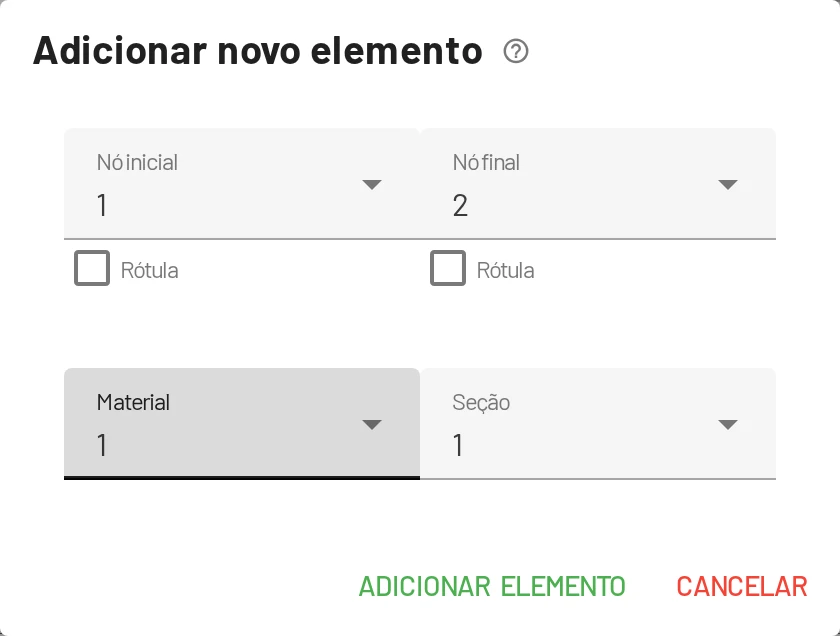 Adicionar novo elemento ?
Nó inicial Nó final
1 2
Rótula Rótula
Material Seção
1 1
ADICIONAR ELEMENTO CANCELAR